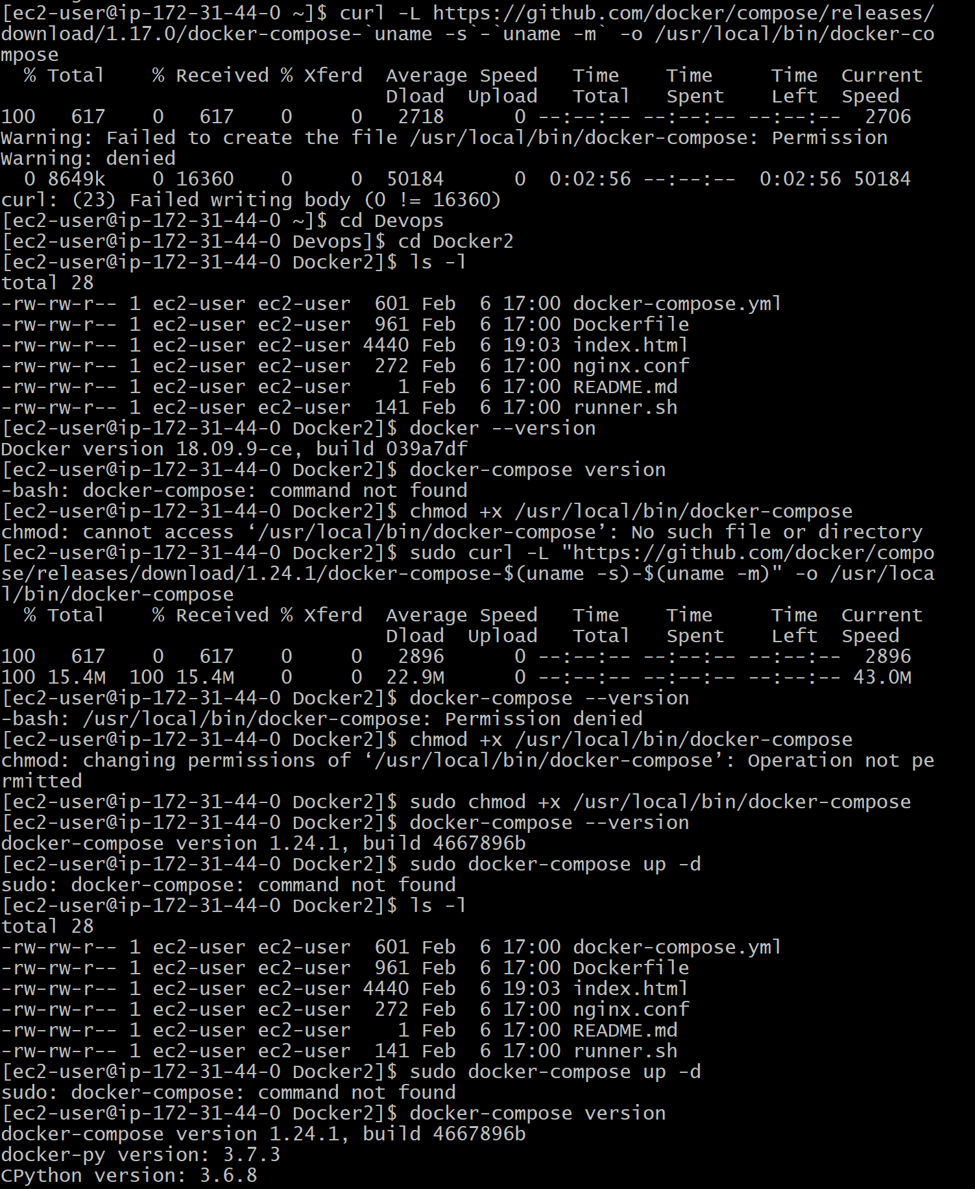 [ec2-user@ip-172-31-44-0 ~]$ curl -L https://github.com/docker/compose/releases/
download/1.17.0/docker-compose-`uname -s`-`uname -m` -o /usr/local/bin/docker-co
mpose
  % Total    % Received % Xferd  Average Speed   Time    Time     Time  Current
                                 Dload  Upload   Total   Spent    Left  Speed
100   617    0   617    0     0   2718      0 --:--:-- --:--:-- --:--:--  2706
Warning: Failed to create the file /usr/local/bin/docker-compose: Permission
Warning: denied
  0 8649k    0 16360    0     0  50184      0  0:02:56 --:--:--  0:02:56 50184
curl: (23) Failed writing body (0 != 16360)
[ec2-user@ip-172-31-44-0 ~]$ cd Devops
[ec2-user@ip-172-31-44-0 Devops]$ cd Docker2
[ec2-user@ip-172-31-44-0 Docker2]$ ls -l
total 28
-rw-rw-r-- 1 ec2-user ec2-user  601 Feb  6 17:00 docker-compose.yml
-rw-rw-r-- 1 ec2-user ec2-user  961 Feb  6 17:00 Dockerfile
-rw-rw-r-- 1 ec2-user ec2-user 4440 Feb  6 19:03 index.html
-rw-rw-r-- 1 ec2-user ec2-user  272 Feb  6 17:00 nginx.conf
-rw-rw-r-- 1 ec2-user ec2-user    1 Feb  6 17:00 README.md
-rw-rw-r-- 1 ec2-user ec2-user  141 Feb  6 17:00 runner.sh
[ec2-user@ip-172-31-44-0 Docker2]$ docker --version
Docker version 18.09.9-ce, build 039a7df
[ec2-user@ip-172-31-44-0 Docker2]$ docker-compose version
-bash: docker-compose: command not found
[ec2-user@ip-172-31-44-0 Docker2]$ chmod +x /usr/local/bin/docker-compose
chmod: cannot access ‘/usr/local/bin/docker-compose’: No such file or directory
[ec2-user@ip-172-31-44-0 Docker2]$ sudo curl -L "https://github.com/docker/compo
se/releases/download/1.24.1/docker-compose-$(uname -s)-$(uname -m)" -o /usr/loca
l/bin/docker-compose
  % Total    % Received % Xferd  Average Speed   Time    Time     Time  Current
                                 Dload  Upload   Total   Spent    Left  Speed
100   617    0   617    0     0   2896      0 --:--:-- --:--:-- --:--:--  2896
100 15.4M  100 15.4M    0     0  22.9M      0 --:--:-- --:--:-- --:--:-- 43.0M
[ec2-user@ip-172-31-44-0 Docker2]$ docker-compose --version
-bash: /usr/local/bin/docker-compose: Permission denied
[ec2-user@ip-172-31-44-0 Docker2]$ chmod +x /usr/local/bin/docker-compose
chmod: changing permissions of ‘/usr/local/bin/docker-compose’: Operation not pe
rmitted
[ec2-user@ip-172-31-44-0 Docker2]$ sudo chmod +x /usr/local/bin/docker-compose
[ec2-user@ip-172-31-44-0 Docker2]$ docker-compose --version
docker-compose version 1.24.1, build 4667896b
[ec2-user@ip-172-31-44-0 Docker2]$ sudo docker-compose up -d
sudo: docker-compose: command not found
[ec2-user@ip-172-31-44-0 Docker2]$ ls -l
total 28
-rw-rw-r-- 1 ec2-user ec2-user  601 Feb  6 17:00 docker-compose.yml
-rw-rw-r-- 1 ec2-user ec2-user  961 Feb  6 17:00 Dockerfile
-rw-rw-r-- 1 ec2-user ec2-user 4440 Feb  6 19:03 index.html
-rw-rw-r-- 1 ec2-user ec2-user  272 Feb  6 17:00 nginx.conf
-rw-rw-r-- 1 ec2-user ec2-user    1 Feb  6 17:00 README.md
-rw-rw-r-- 1 ec2-user ec2-user  141 Feb  6 17:00 runner.sh
[ec2-user@ip-172-31-44-0 Docker2]$ sudo docker-compose up -d
sudo: docker-compose: command not found
[ec2-user@ip-172-31-44-0 Docker2]$ docker-compose version
docker-compose version 1.24.1, build 4667896b
docker-py version: 3.7.3
CPython version: 3.6.8